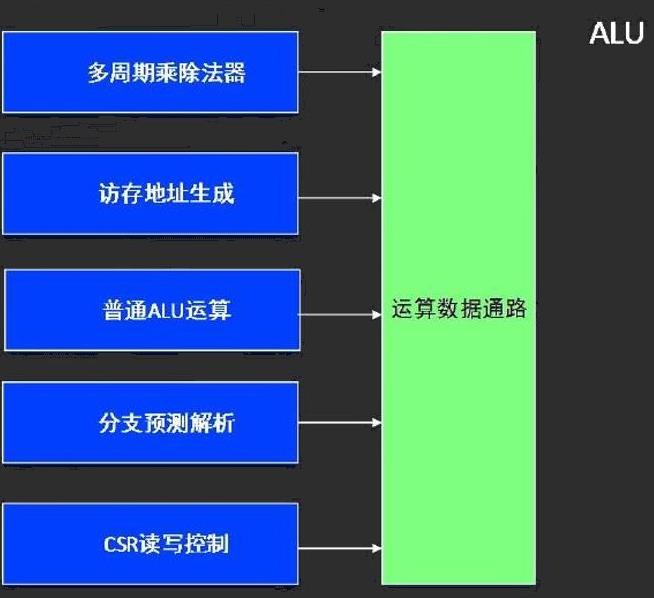 ALU
多周期乘除法器
访存地址生成
普通ALU运算
运算数据通路
分支预测解析
CSR读写控制